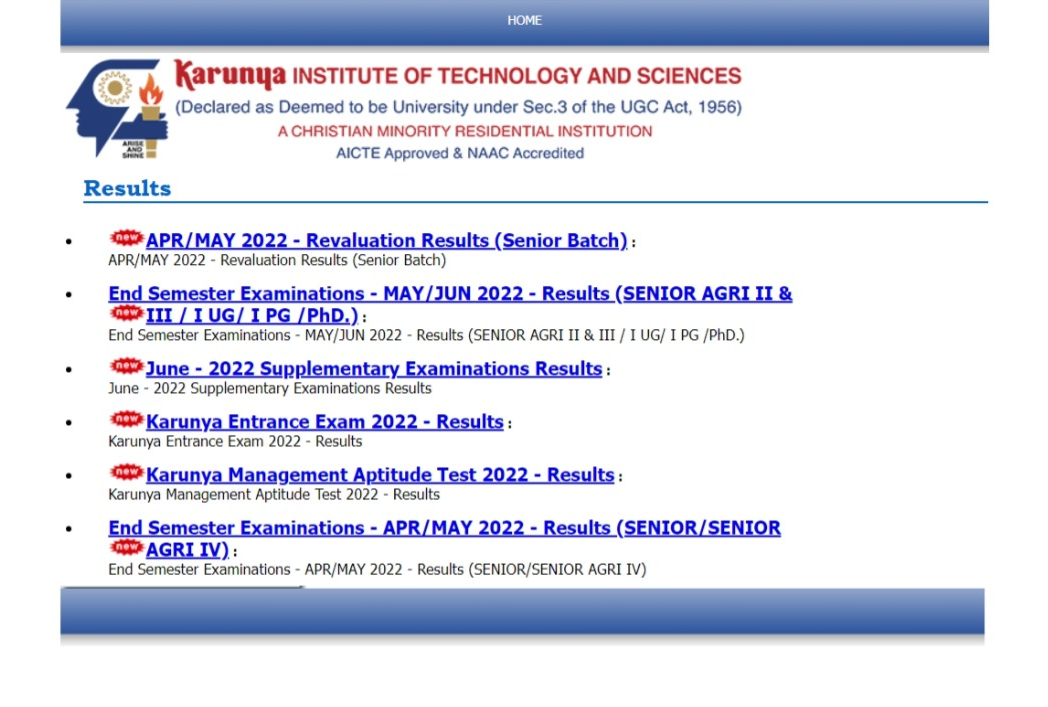 HOME
Karunya INSTITUTE OF TECHNOLOGY AND SCIENCES
(Declared as Deemed to be University under Sec.3 of the UGC Act, 1956)
A CHRISTIAN MINORITY RESIDENTIAL INSTITUTION
AICTE Approved & NAAC Accredited
ARISE
AND
SHINE
Results
new APR/MAY 2022 - Revaluation Results (Senior Batch) :
APR/MAY 2022 - Revaluation Results (Senior Batch)
End Semester Examinations - MAY/JUN 2022 - Results (SENIOR AGRI II &
new III / I UG/ I PG /PhD.) :
End Semester Examinations - MAY/JUN 2022 - Results (SENIOR AGRI II & III / I UG/ I PG /PhD.)
new June - 2022 Supplementary Examinations Results :
June - 2022 Supplementary Examinations Results
new Karunya Entrance Exam 2022 - Results :
Karunya Entrance Exam 2022 - Results
new Karunya Management Aptitude Test 2022 - Results :
Karunya Management Aptitude Test 2022 - Results
End Semester Examinations - APR/MAY 2022 - Results (SENIOR/SENIOR
new AGRI IV) :
End Semester Examinations - APR/MAY 2022 - Results (SENIOR/SENIOR AGRI IV)